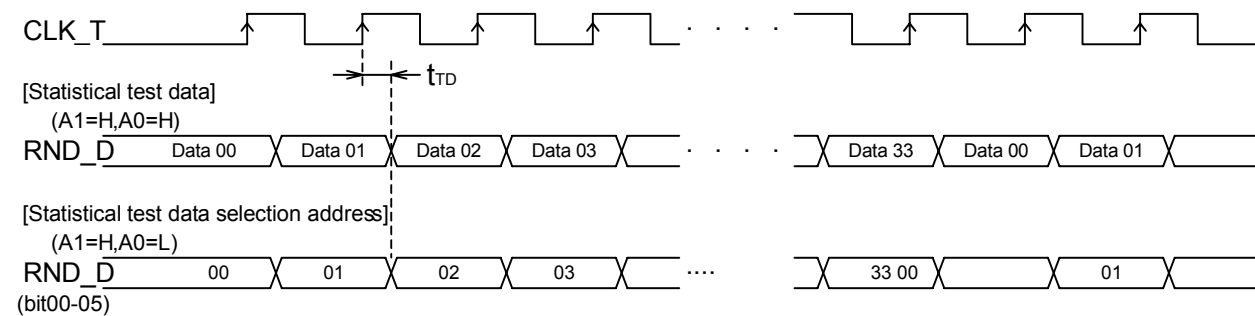 CLK_T
. . . .
tTD
[Statistical test data]
(A1=H,A0=H)
RND_D Data 00 Data 01 Data 02 Data 03 . . . . Data 33 Data 00 Data 01
[Statistical test data selection address]
(A1=H,A0=L)
RND_D 00 01 02 03 .... 33 00 01
(bit00-05)